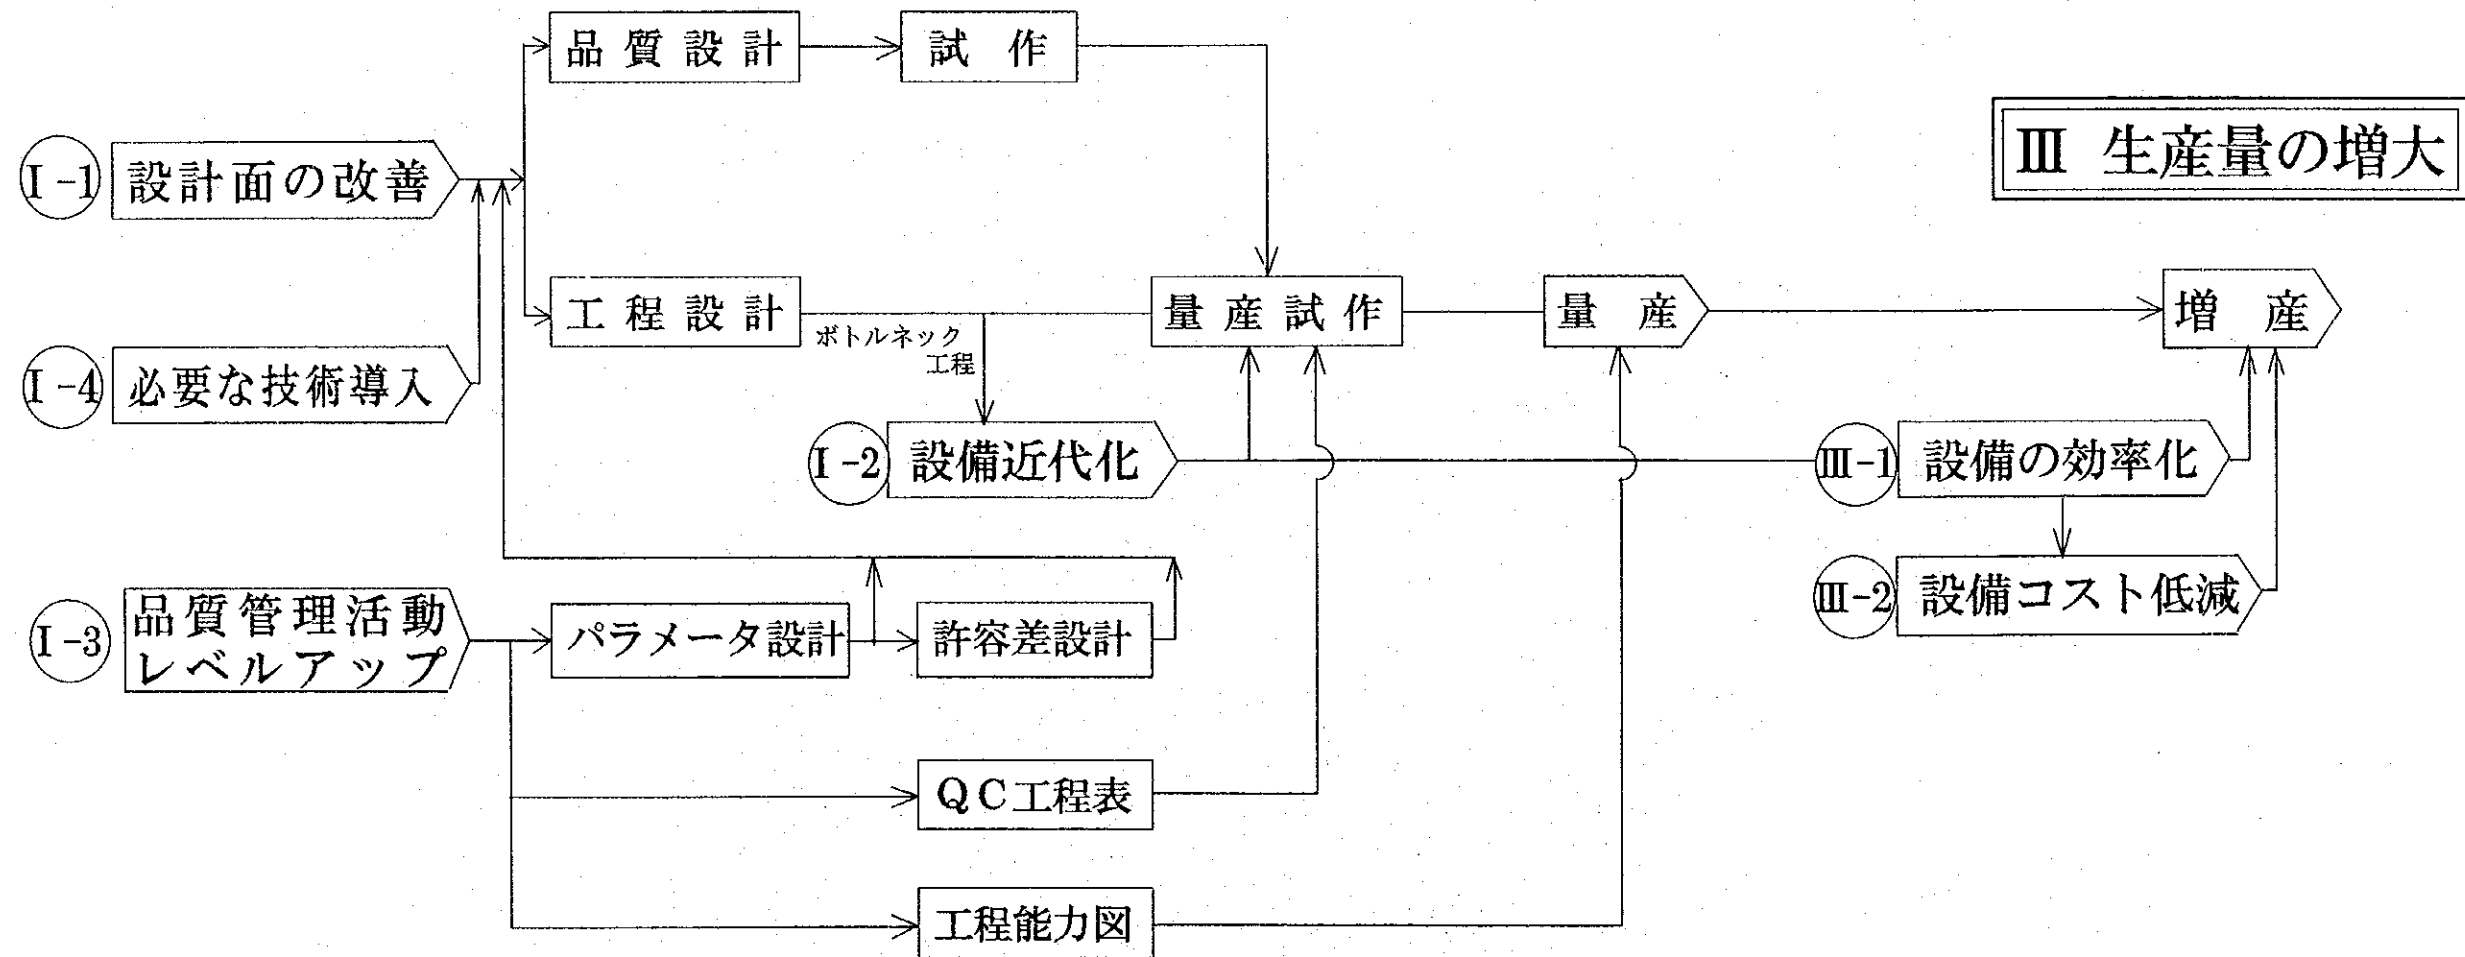 品質設計
試作
Ⅲ 生産量の増大
Ⅰ-1 設計面の改善
工程設計
量産試作
量産
増産
ボトルネック
工程
Ⅰ-4 必要な技術導入
Ⅰ-2 設備近代化
Ⅲ-1 設備の効率化
Ⅲ-2 設備コスト低減
Ⅰ-3 品質管理活動
レベルアップ
パラメータ設計
許容差設計
QC工程表
工程能力図